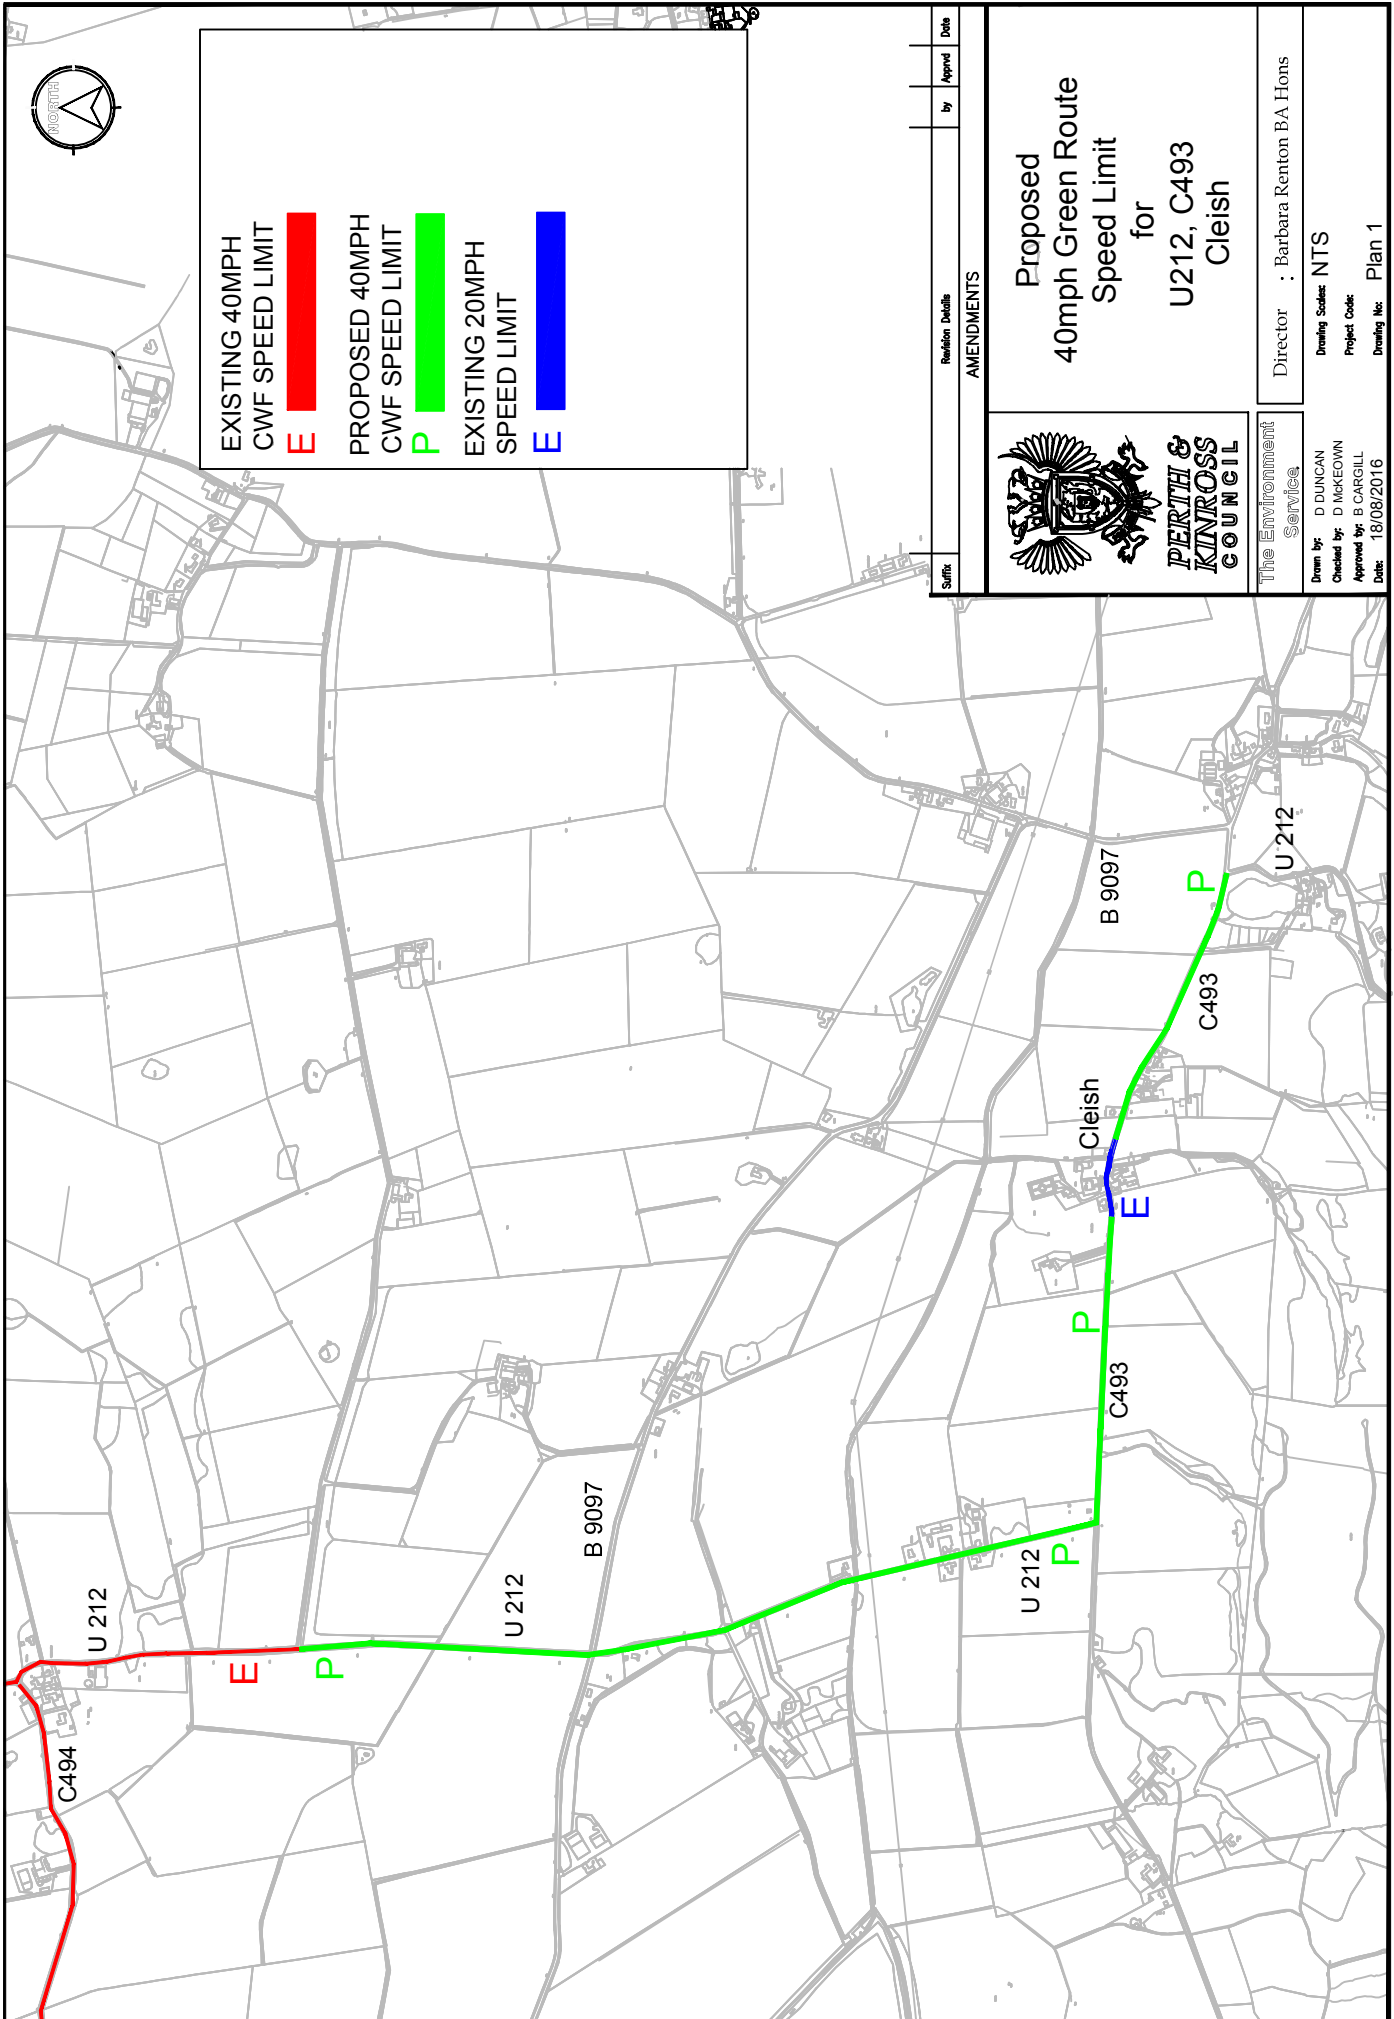 NORTH
EXISTING 40MPH
CWF SPEED LIMIT
E
PROPOSED 40MPH
CWF SPEED LIMIT
P
EXISTING 20MPH
SPEED LIMIT
E
C494
U 212
E
P
U 212
B 9097
U 212
P
C493
P
E
Cleish
C493
P
B 9097
U 212
Suffix
Revision Details
by
Apprvd
Date
AMENDMENTS
PERTH &
KINROSS
COUNCIL
Proposed
40mph Green Route
Speed Limit
for
U212, C493
Cleish
The Environment
Service
Director : Barbara Renton BA Hons
Drawn by: D DUNCAN
Checked by: D McKEOWN
Approved by: B CARGILL
Date: 18/08/2016
Drawing Scales: NTS
Project Code:
Drawing No: Plan 1